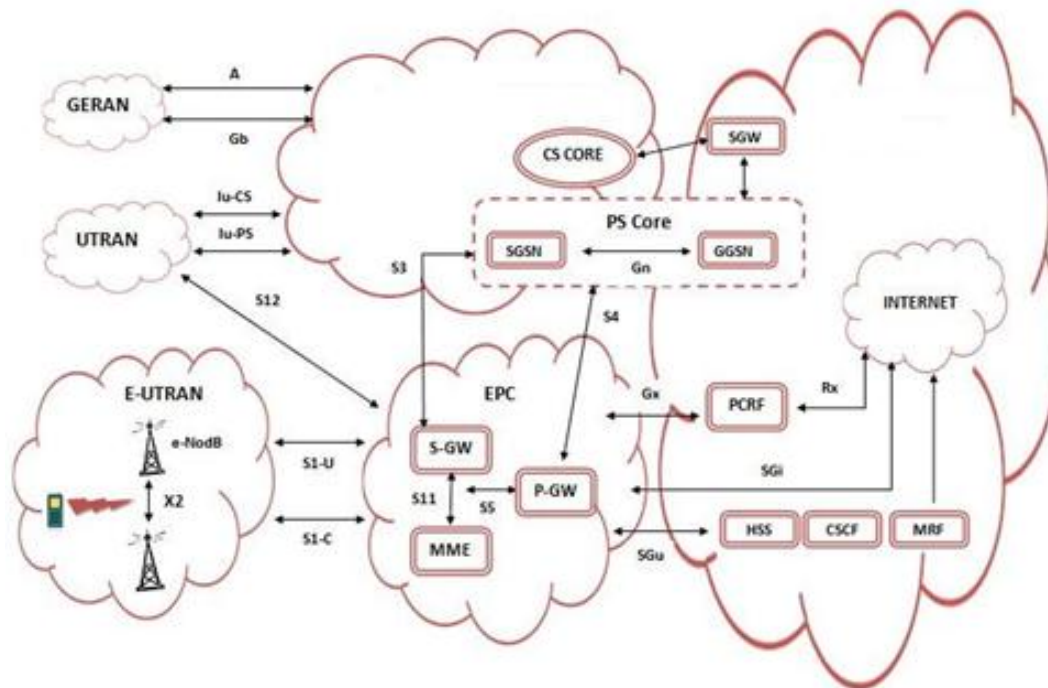 A
GERAN
Gb
CS CORE
SGW
Iu-CS
UTRAN
Iu-PS
PS Core
SGSN
Gn
GGSN
S3
S12
S4
INTERNET
E-UTRAN
e-NodB
X2
EPC
Gx
PCRF
Rx
S-GW
S1-U
S11
S5
P-GW
SGi
S1-C
MME
SGu
HSS
CSCF
MRF